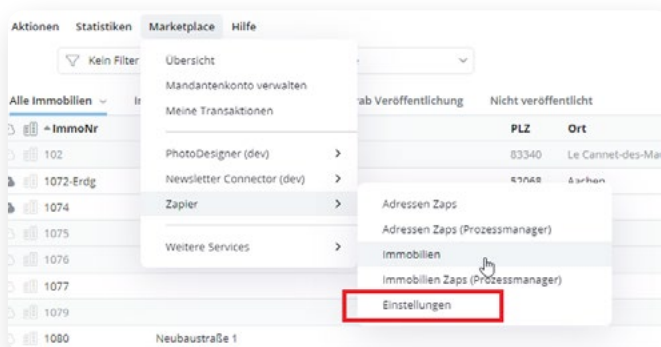 Aktionen Statistiken Marketplace Hilfe
Kein Filter
Übersicht
Mandantenkonto verwalten
Meine Transaktionen
PhotoDesigner (dev)
Newsletter Connector (dev)
Zapier
Weitere Services
Adressen Zaps
Adressen Zaps (Prozessmanager)
Immobilien
Immobilien Zaps (Prozessmanager)
Einstellungen
Alle Immobilien Veröffentlichung Nicht veröffentlicht
ImmoNr PLZ Ort
102 83340 Le Cannet-des-Mau
1072-Erdg 52068 Aachen
1074
1075
1076
1077
1079
1080 Neubaustraße 1